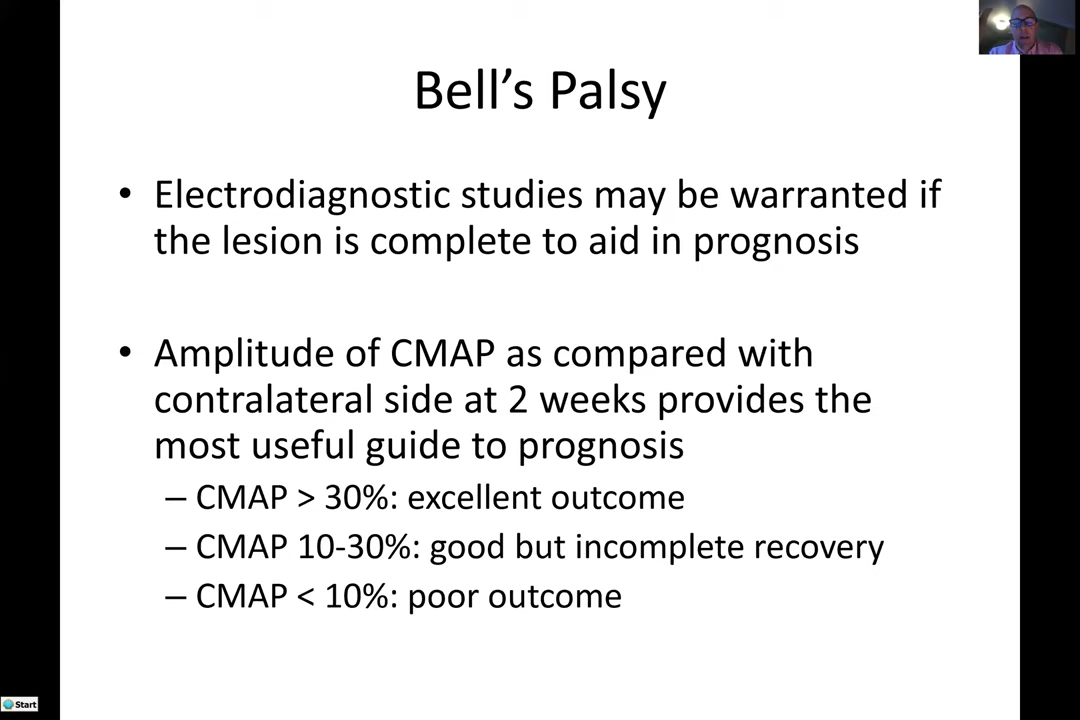 Bell’s Palsy
• Electrodiagnostic studies may be warranted if
the lesion is complete to aid in prognosis
• Amplitude of CMAP as compared with
contralateral side at 2 weeks provides the
most useful guide to prognosis
– CMAP > 30%: excellent outcome
– CMAP 10-30%: good but incomplete recovery
– CMAP < 10%: poor outcome
Start